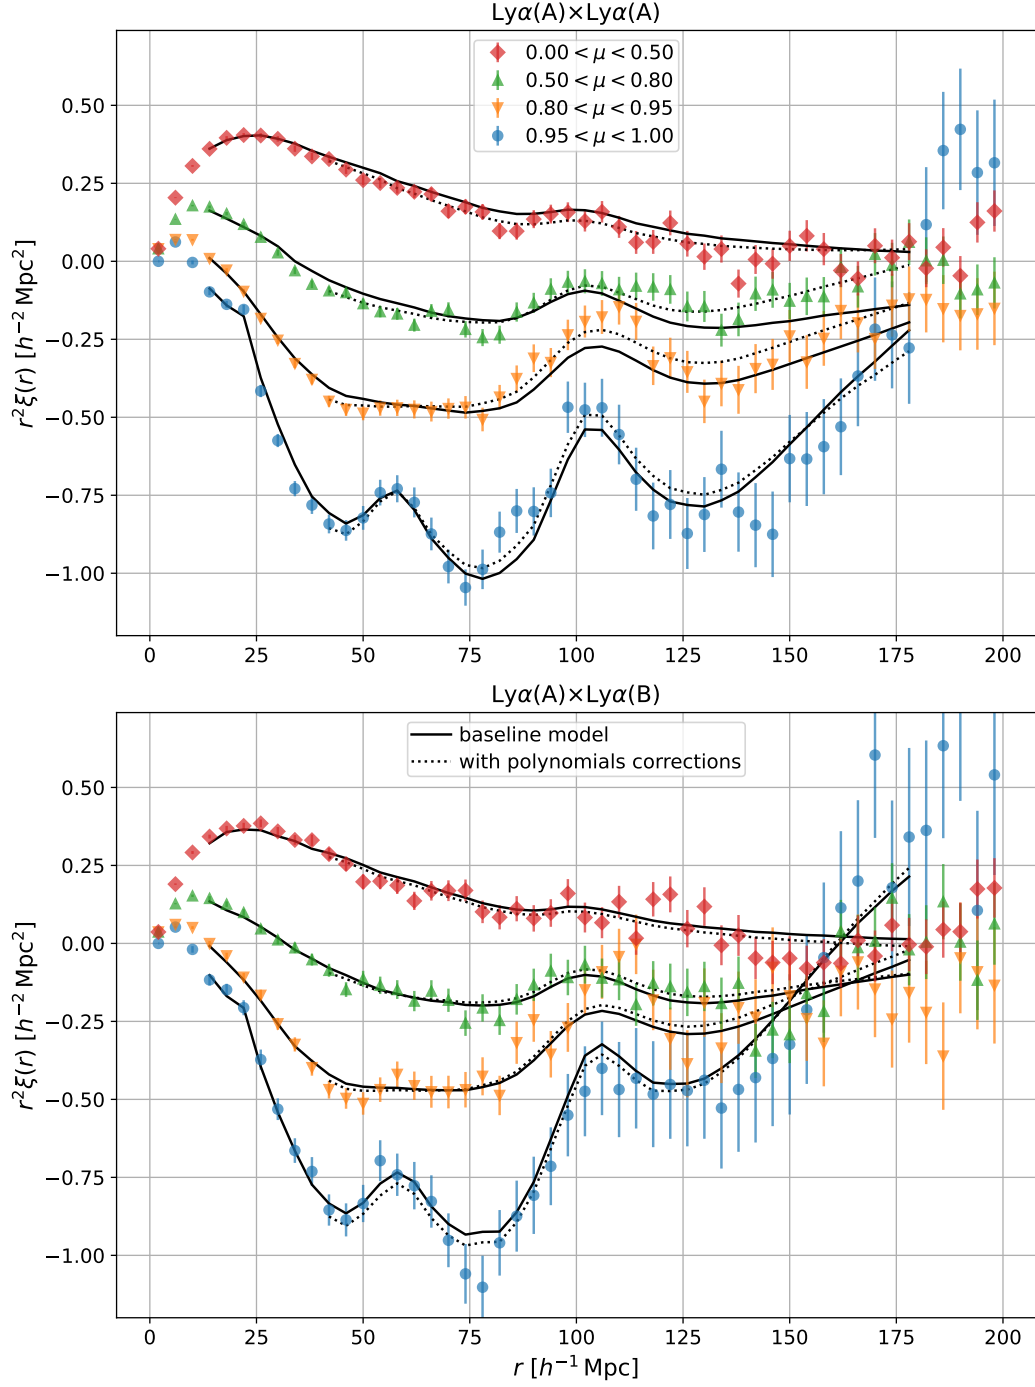 Lyα(A)×Lyα(A)
0.00 < μ < 0.50
0.50 < μ < 0.80
0.80 < μ < 0.95
0.95 < μ < 1.00
r²ξ(r) [h⁻² Mpc²]
0.50
0.25
0.00
−0.25
−0.50
−0.75
−1.00
0 25 50 75 100 125 150 175 200
Lyα(A)×Lyα(B)
baseline model
with polynomials corrections
r²ξ(r) [h⁻² Mpc²]
0.50
0.25
0.00
−0.25
−0.50
−0.75
−1.00
0 25 50 75 100 125 150 175 200
r [h⁻¹ Mpc]